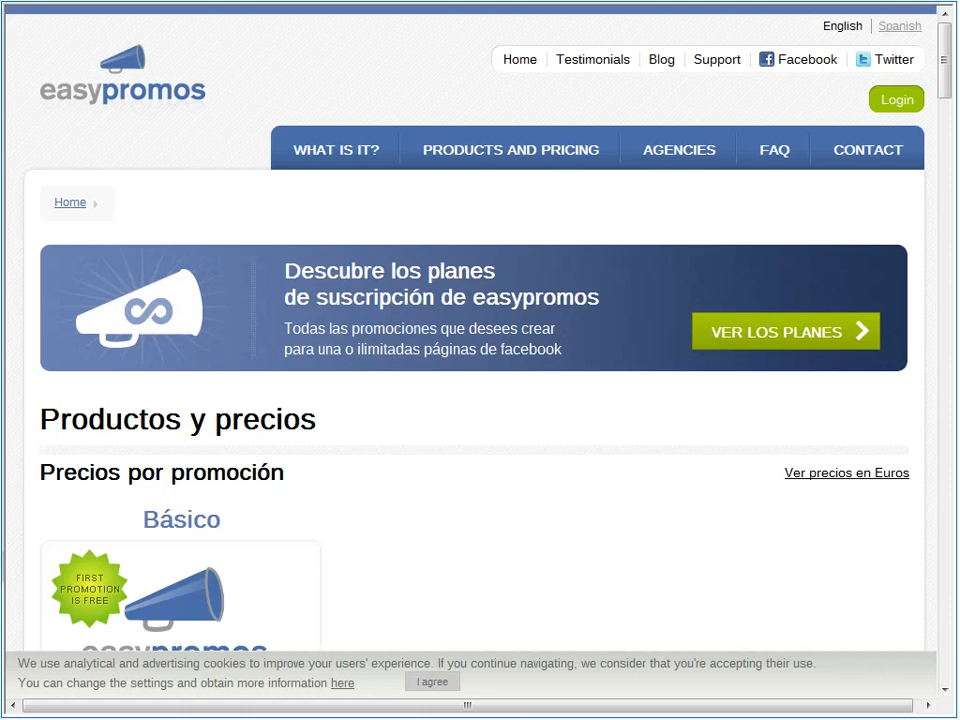 English Spanish
easypromos
Home Testimonials Blog Support Facebook Twitter
Login
WHAT IS IT? PRODUCTS AND PRICING AGENCIES FAQ CONTACT
Home
Descubre los planes
de suscripción de easypromos
Todas las promociones que desees crear
para una o ilimitadas páginas de facebook
VER LOS PLANES
Productos y precios
Precios por promoción
Ver precios en Euros
Básico
FIRST
PROMOTION
IS FREE
easypromos
We use analytical and advertising cookies to improve your users' experience. If you continue navigating, we consider that you're accepting their use.
You can change the settings and obtain more information here
I agree